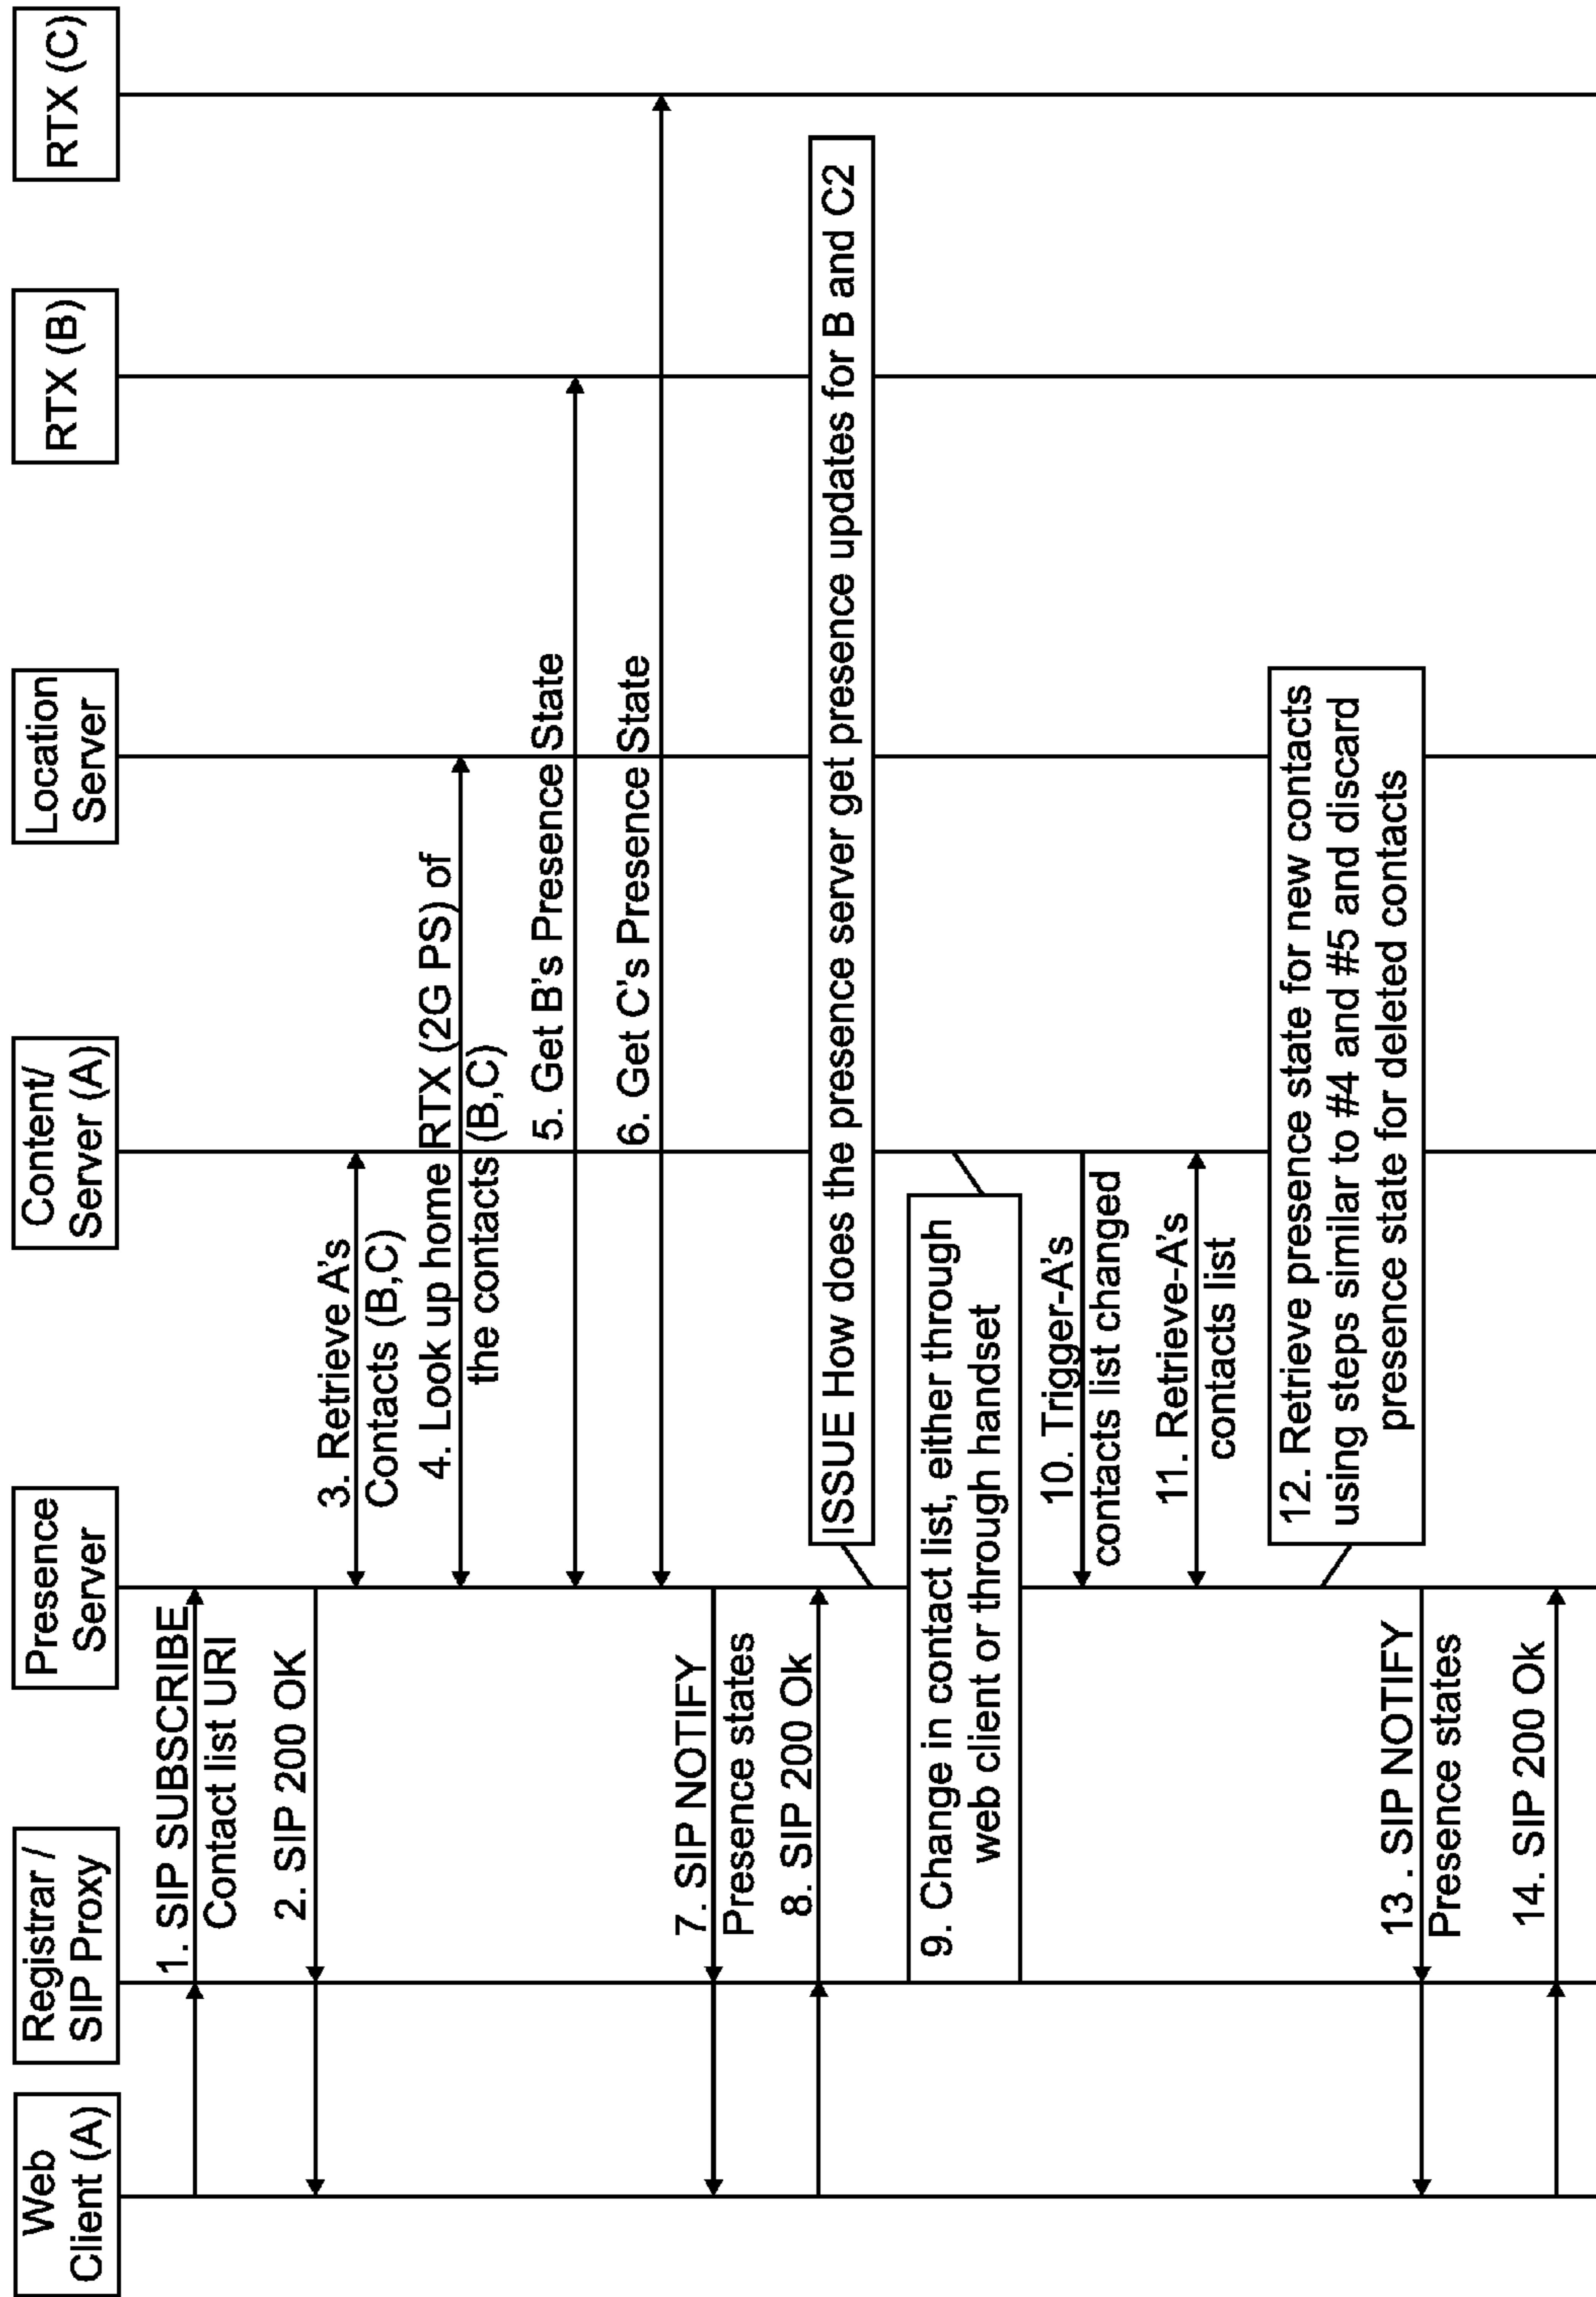 Web
Client (A)
Registrar /
SIP Proxy
Presence
Server
Content/
Server (A)
Location
Server
RTX (B)
RTX (C)
1. SIP SUBSCRIBE
Contact list URI
2. SIP 200 OK
3. Retrieve A's
Contacts (B,C)
4. Look up home RTX (2G PS) of
the contacts (B,C)
5. Get B's Presence State
6. Get C's Presence State
7. SIP NOTIFY
Presence states
8. SIP 200 Ok
ISSUE How does the presence server get presence updates for B and C2
9. Change in contact list, either through
web client or through handset
10. Trigger-A's
contacts list changed
11. Retrieve-A's
contacts list
12. Retrieve presence state for new contacts
using steps similar to #4 and #5 and discard
presence state for deleted contacts
13 . SIP NOTIFY
Presence states
14. SIP 200 Ok